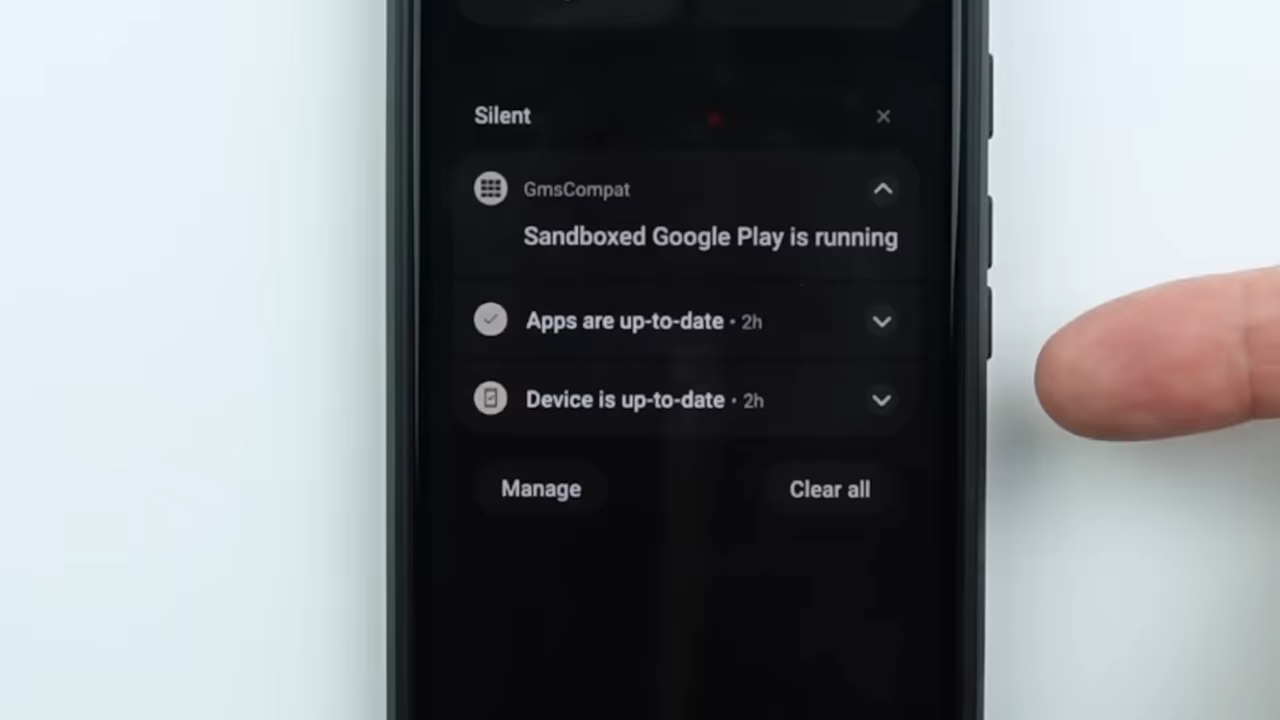 Silent
GmsCompat
Sandboxed Google Play is running
Apps are up-to-date • 2h
Device is up-to-date • 2h
Manage
Clear all